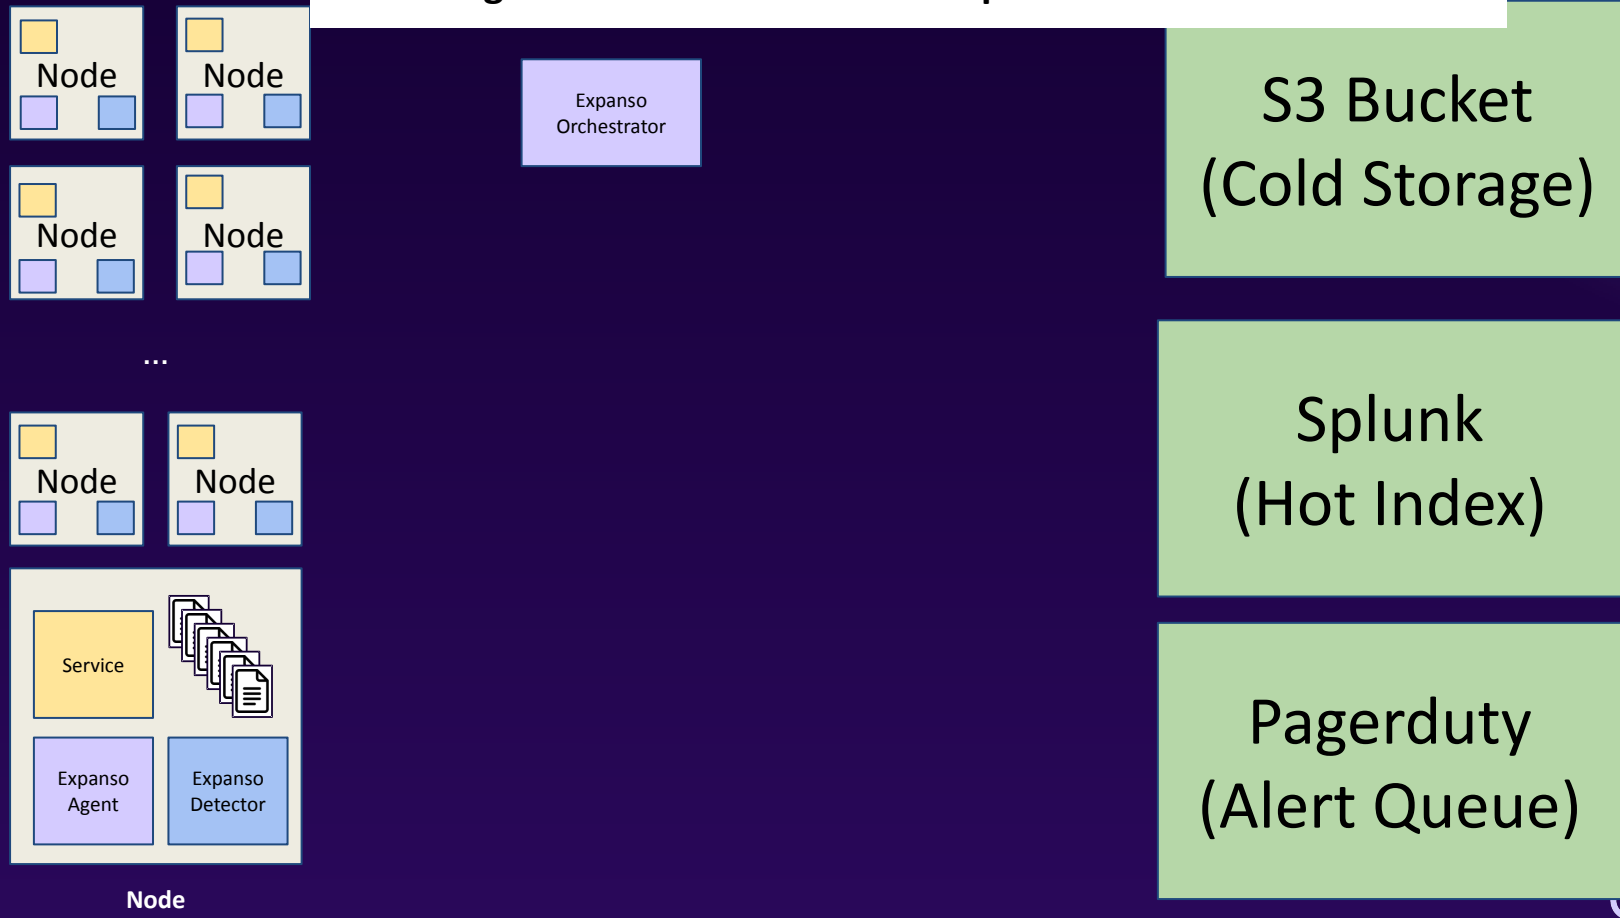 Node
Node
Expanso
Orchestrator
S3 Bucket
(Cold Storage)
Node
Node
...
Node
Node
Splunk
(Hot Index)
Service
Expanso
Agent
Expanso
Detector
Node
Pagerduty
(Alert Queue)